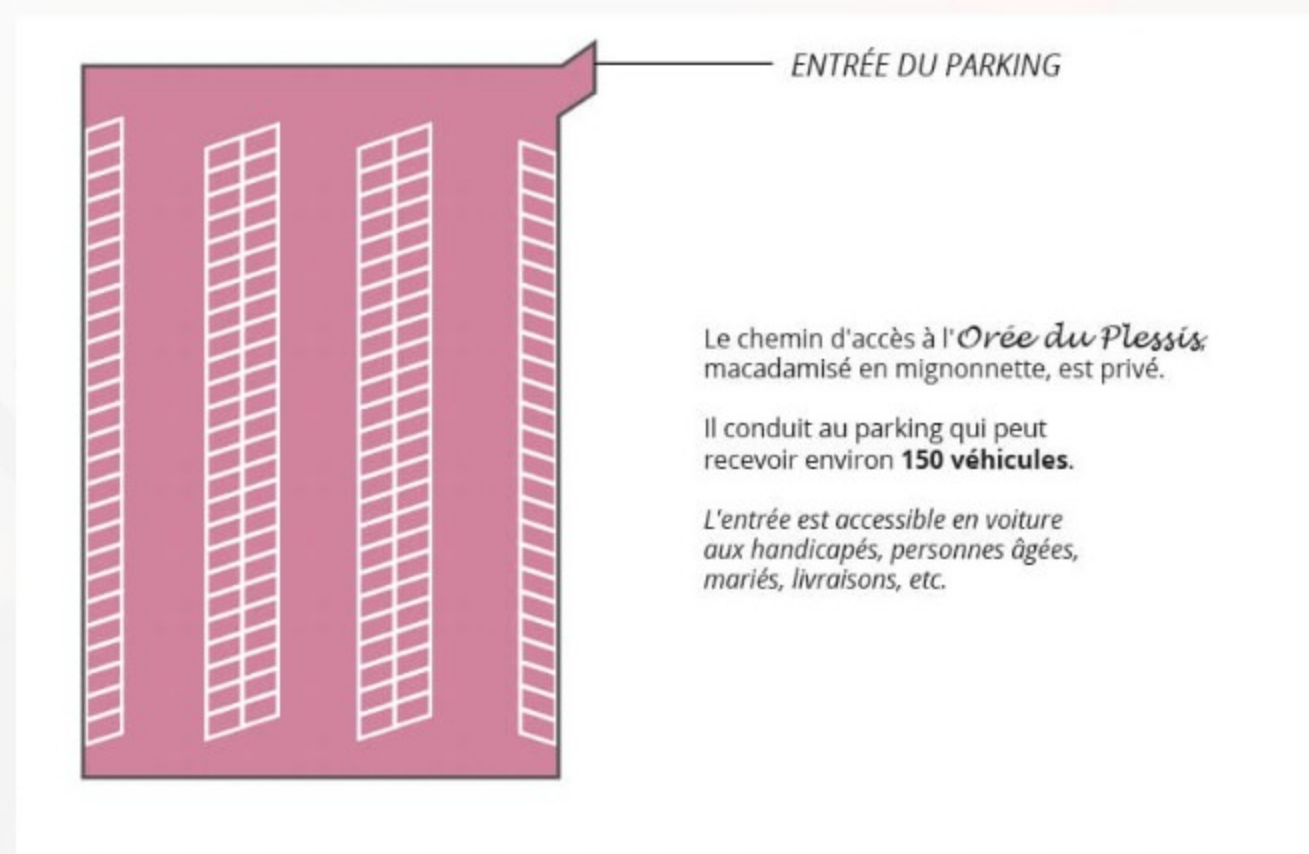 ENTRÉE DU PARKING
Le chemin d'accès à l'Orée du Plessis,
macadamisé en mignonnette, est privé.
Il conduit au parking qui peut
recevoir environ 150 véhicules.
L'entrée est accessible en voiture
aux handicapés, personnes âgées,
mariés, livraisons, etc.